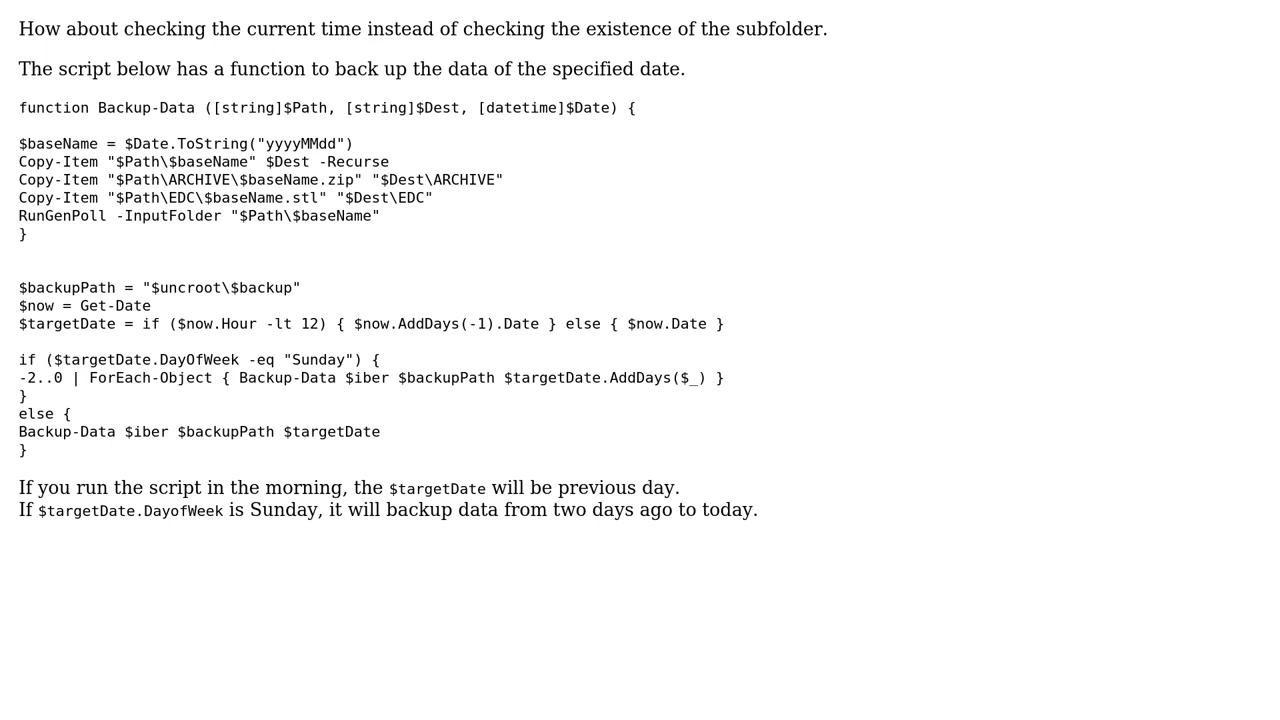 How about checking the current time instead of checking the existence of the subfolder.
The script below has a function to back up the data of the specified date.
function Backup-Data ([string]$Path, [string]$Dest, [datetime]$Date) {
$baseName = $Date.ToString("yyyyMMdd")
Copy-Item "$Path\$baseName" $Dest -Recurse
Copy-Item "$Path\ARCHIVE\$baseName.zip" "$Dest\ARCHIVE"
Copy-Item "$Path\EDC\$baseName.stl" "$Dest\EDC"
RunGenPoll -InputFolder "$Path\$baseName"
}
$backupPath = "$uncroot\$backup"
$now = Get-Date
$targetDate = if ($now.Hour -lt 12) { $now.AddDays(-1).Date } else { $now.Date }
if ($targetDate.DayOfWeek -eq "Sunday") {
-2..0 | ForEach-Object { Backup-Data $iber $backupPath $targetDate.AddDays($_) }
}
else {
Backup-Data $iber $backupPath $targetDate
}
If you run the script in the morning, the $targetDate will be previous day.
If $targetDate.DayofWeek is Sunday, it will backup data from two days ago to today.